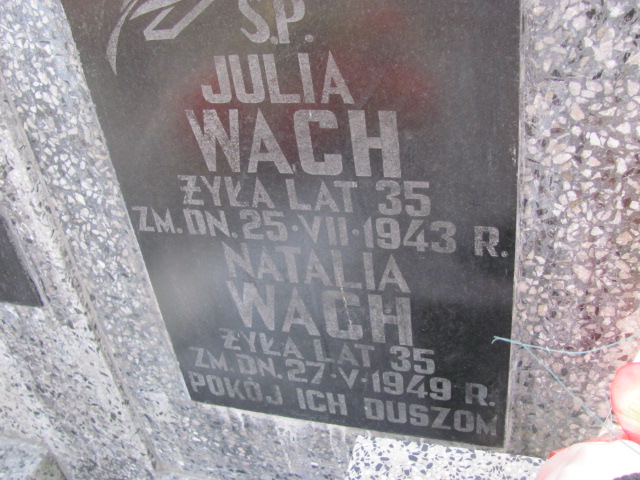 Ś.P.
JULIA
WACH
ŻYŁA LAT 35
ZM. DN. 25·VII·1943 R.
NATALIA
WACH
ŻYŁA LAT 35
ZM. DN. 27·V·1949 R.
POKÓJ ICH DUSZOM